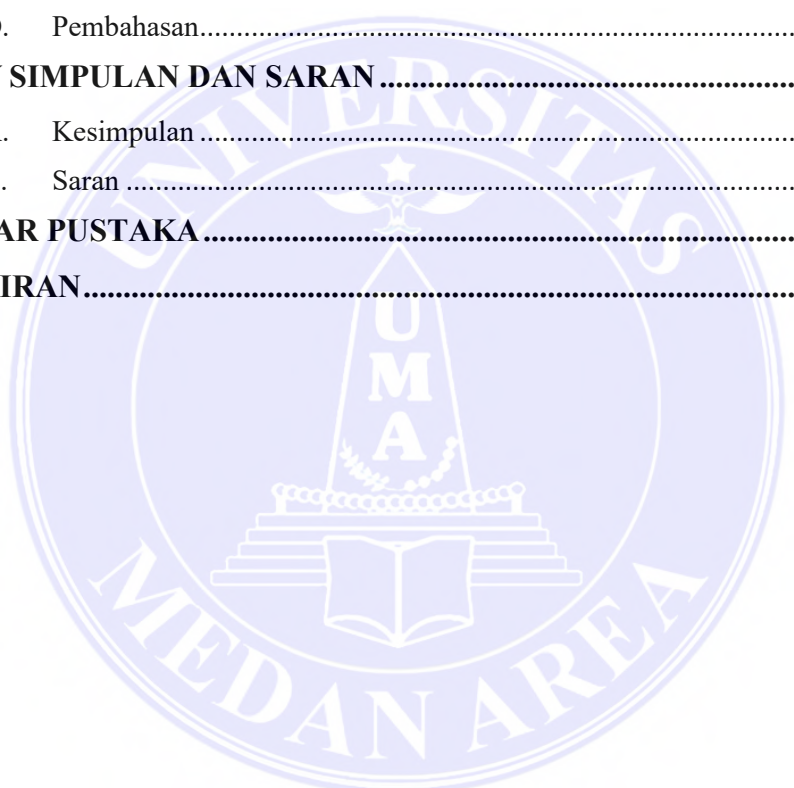 . Pembahasan..................................................................
SIMPULAN DAN SARAN....................................................
. Kesimpulan..................................................................
. Saran...........................................................................
AR PUSTAKA.........................................................................
IRAN........................................................................................
UNIVERSITAS
UMA
MEDAN AREA